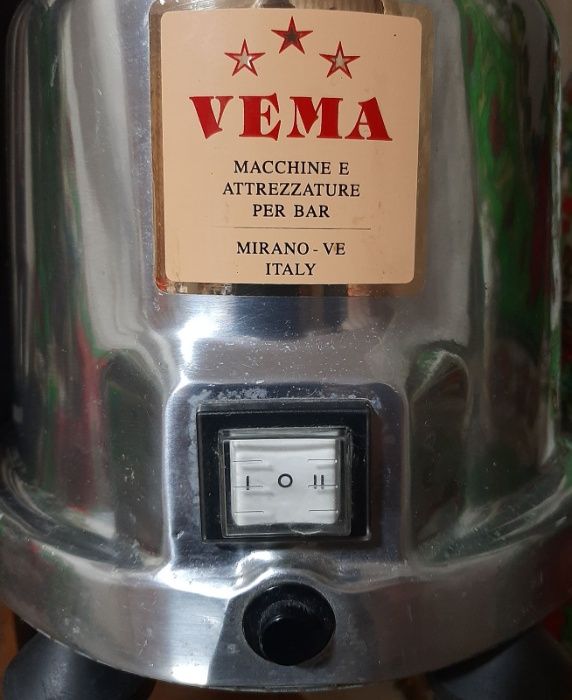 VEMA
MACCHINE E
ATTREZZATURE
PER BAR
MIRANO - VE
ITALY
I O II